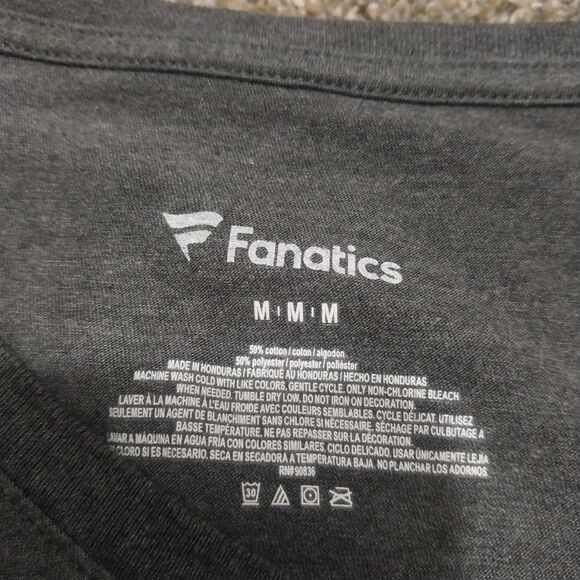 Fanatics
M I M I M
50% cotton / coton / algodon
50% polyester / polyester / poliéster
MADE IN HONDURAS / FABRIQUÉ AU HONDURAS / HECHO EN HONDURAS
MACHINE WASH COLD WITH LIKE COLORS. GENTLE CYCLE. ONLY NON-CHLORINE BLEACH
WHEN NEEDED. TUMBLE DRY LOW. DO NOT IRON ON DECORATION.
LAVER À LA MACHINE À L'EAU FROIDE AVEC COULEURS SEMBLABLES. CYCLE DÉLICAT. UTILISEZ
SEULEMENT UN AGENT DE BLANCHIMENT SANS CHLORE SI NÉCESSAIRE. SÉCHAGE PAR CULBUTAGE À
BASSE TEMPÉRATURE. NE PAS REPASSER SUR LA DÉCORATION.
LAVAR A MÁQUINA EN AGUA FRÍA CON COLORES SIMILARES. CICLO DELICADO. USAR ÚNICAMENTE LEJÍA
CLORO SI ES NECESARIO. SECA EN SECADORA A TEMPERATURA BAJA. NO PLANCHAR LOS ADORNOS
RN# 90836
30